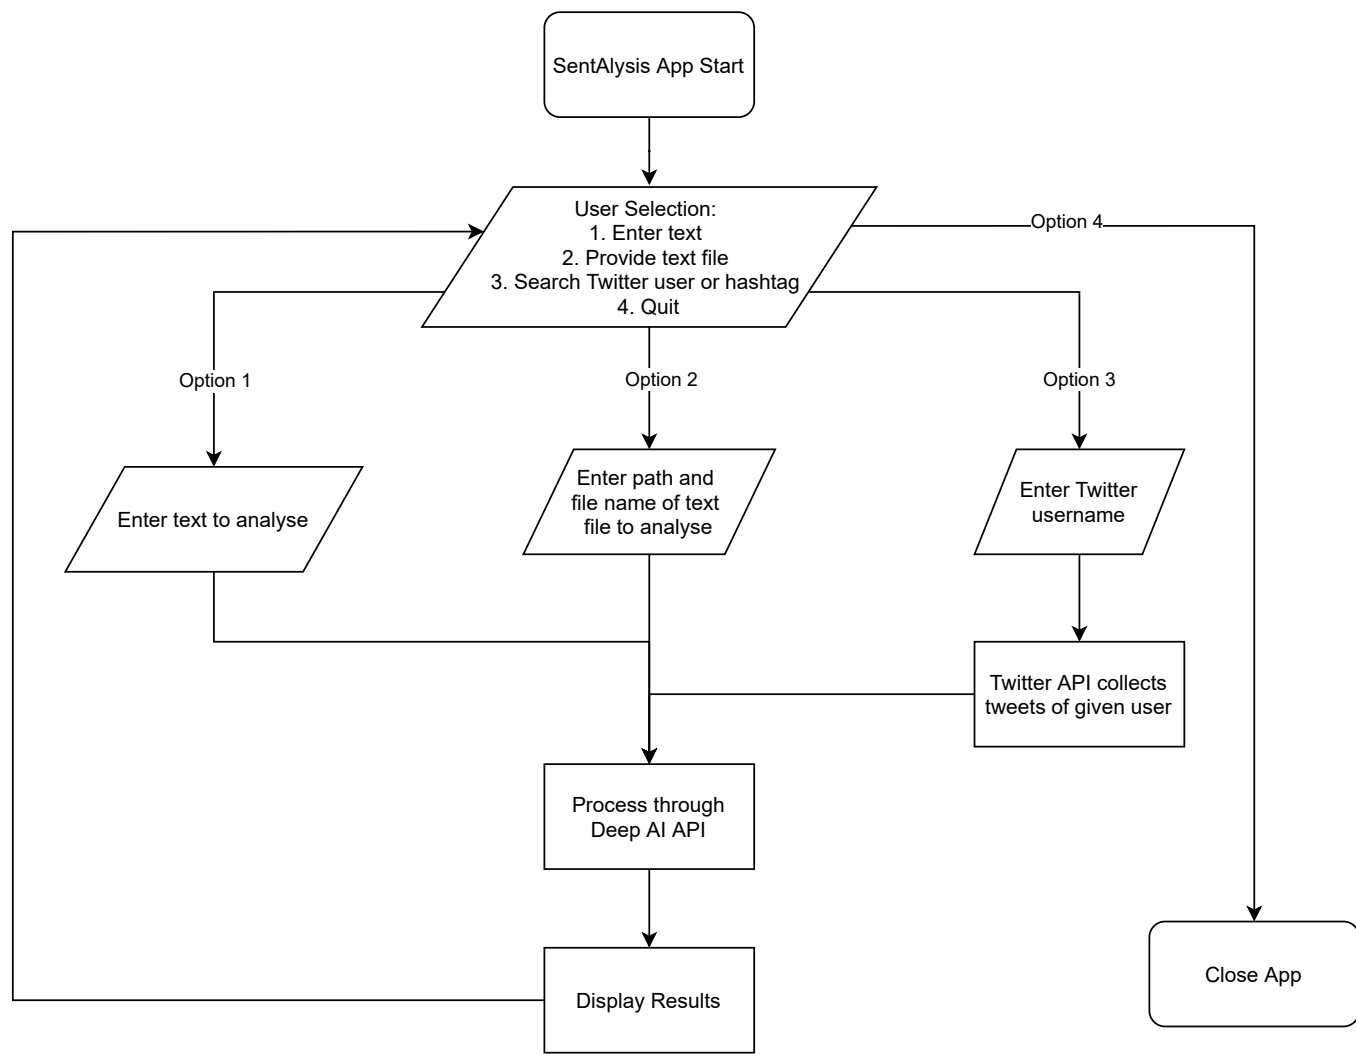 SentAlysis App Start
User Selection:
1. Enter text
2. Provide text file
3. Search Twitter user or hashtag
4. Quit
Option 4
Option 1
Option 2
Option 3
Enter text to analyse
Enter path and
file name of text
file to analyse
Enter Twitter
username
Twitter API collects
tweets of given user
Process through
Deep AI API
Display Results
Close App